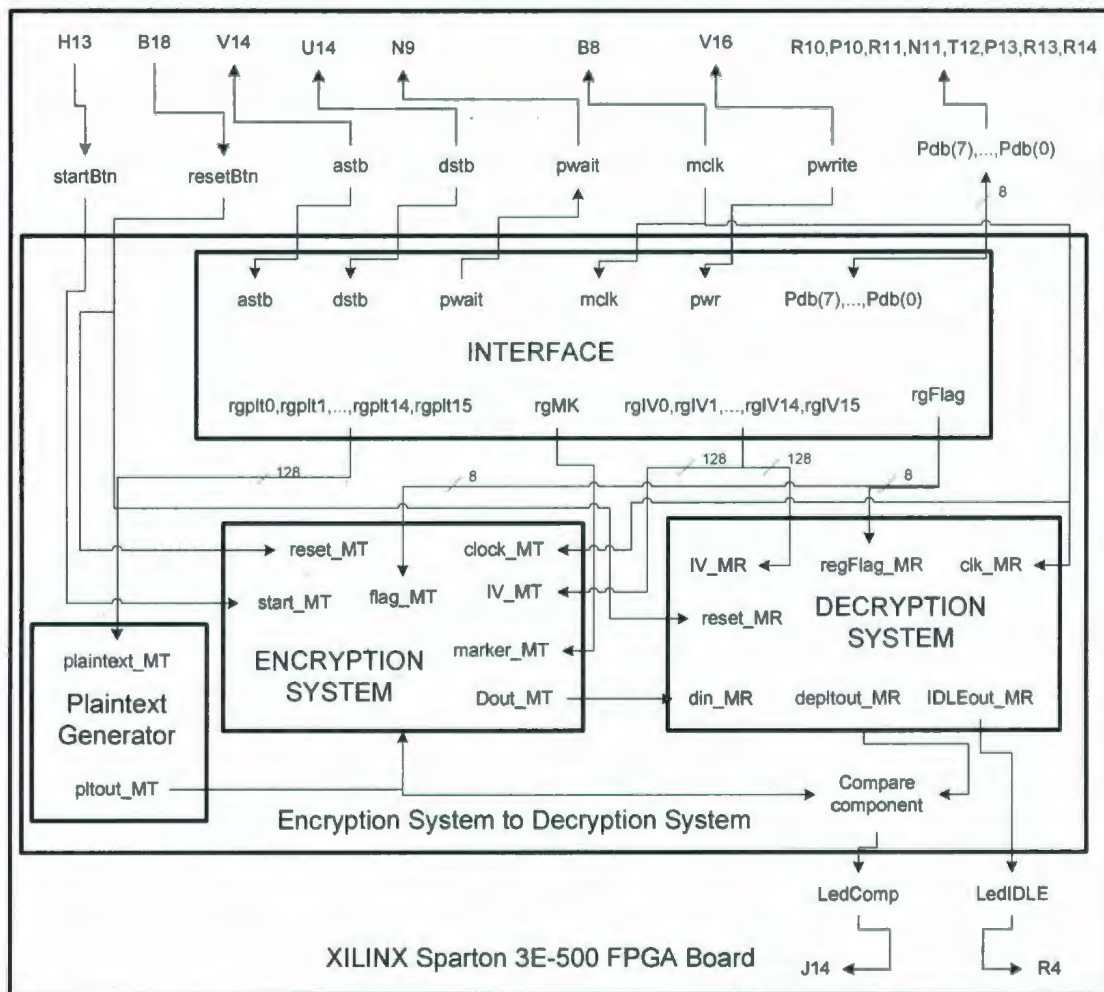 H13 B18 V14 U14 N9 B8 V16 R10,P10,R11,N11,T12,P13,R13,R14
startBtn resetBtn astb dstb pwait mclk pwrite Pdb(7),...,Pdb(0)
8
astb dstb pwait mclk pwr Pdb(7),...,Pdb(0)
INTERFACE
rgplt0,rgplt1,...,rgplt14,rgplt15 rgMK rgIV0,rgIV1,...,rgIV14,rgIV15 rgFlag
128 8 128 128 8
reset_MT clock_MT IV_MR regFlag_MR clk_MR
start_MT flag_MT IV_MT reset_MR DECRYPTION
SYSTEM
plaintext_MT ENCRYPTION
SYSTEM marker_MT
Plaintext
Generator Dout_MT din_MR depltout_MR IDLEout_MR
pltout_MT Compare
component
Encryption System to Decryption System
LedComp LedIDLE
XILINX Sparton 3E-500 FPGA Board J14 R4